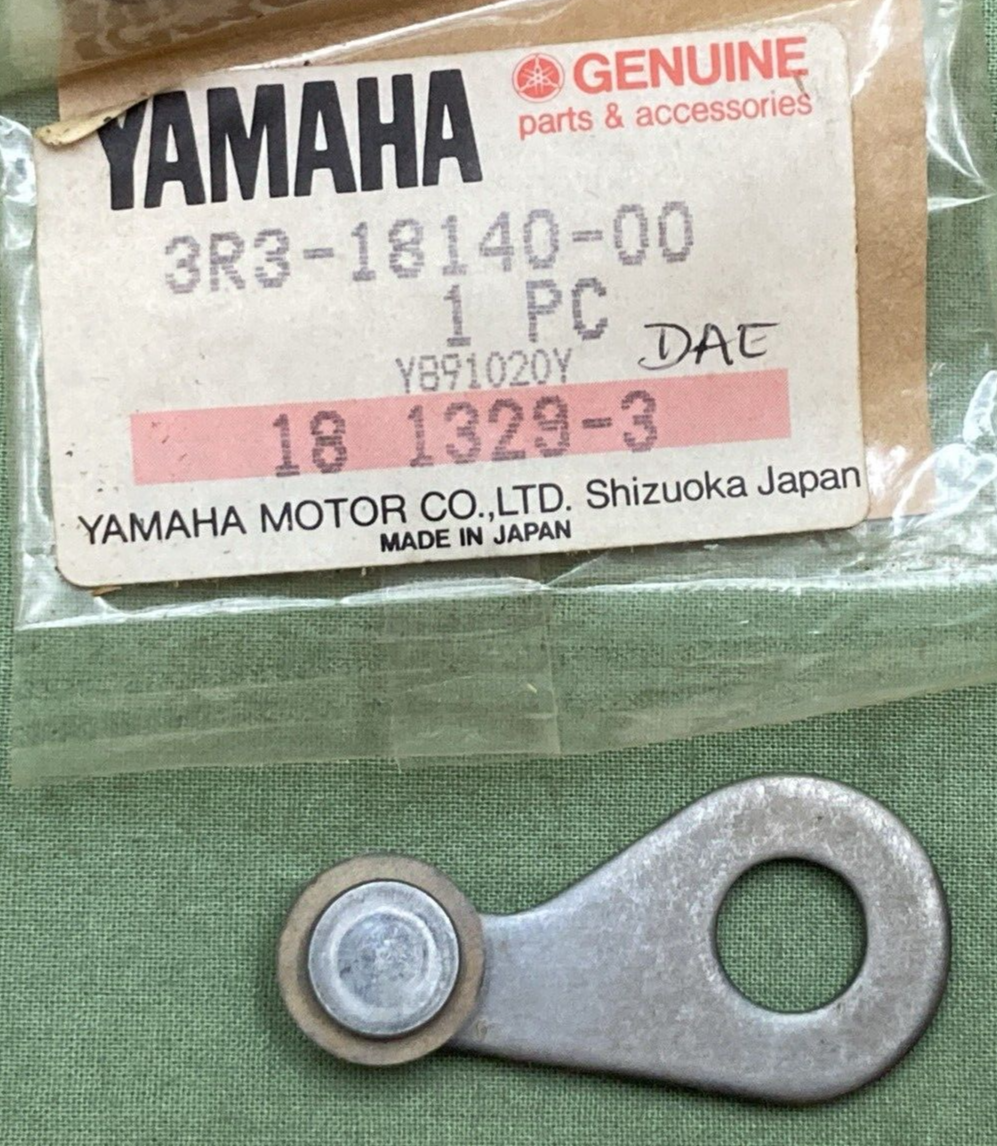 YAMAHA
GENUINE
parts & accessories
3R3-18140-00
1 PC
DAE
Y891020Y
18 1329-3
YAMAHA MOTOR CO.,LTD. Shizuoka Japan
MADE IN JAPAN